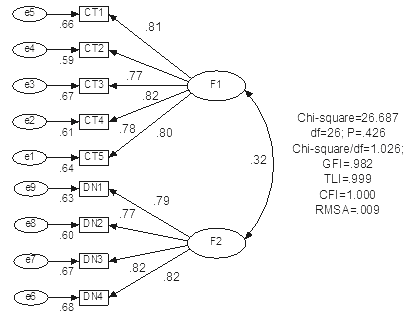 e5
CT1
.66
.81
e4
CT2
.59
.77
e3
CT3
.67
.82
F1
e2
CT4
.61
.78
e1
CT5
.64
.80
.32
e9
DN1
.63
.79
e8
DN2
.60
.77
F2
e7
DN3
.67
.82
e6
DN4
.68
.82
Chi-square=26.687
df=26; P=.426
Chi-square/df=1.026;
GFI=.982
TLI=.999
CFI=1.000
RMSA=.009